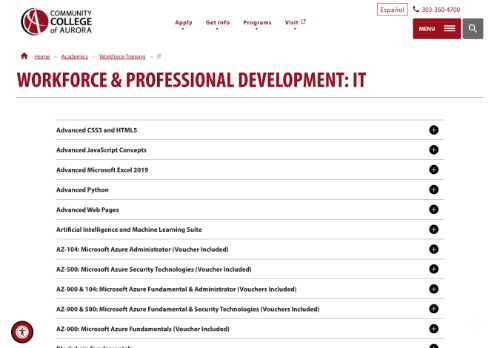 COMMUNITY
COLLEGE
of AURORA
Español
303-360-4700
Apply
Get Info
Programs
Visit
MENU
Home - Academics - Workforce Training - IT
WORKFORCE & PROFESSIONAL DEVELOPMENT: IT
Advanced CSS3 and HTML5
Advanced JavaScript Concepts
Advanced Microsoft Excel 2019
Advanced Python
Advanced Web Pages
Artificial Intelligence and Machine Learning Suite
AZ-104: Microsoft Azure Administrator (Voucher Included)
AZ-500: Microsoft Azure Security Technologies (Voucher Included)
AZ-900 & 104: Microsoft Azure Fundamental & Administrator (Vouchers Included)
AZ-900 & 500: Microsoft Azure Fundamental & Security Technologies (Vouchers Included)
AZ-900: Microsoft Azure Fundamentals (Voucher Included)
Blockchain Fundamentals